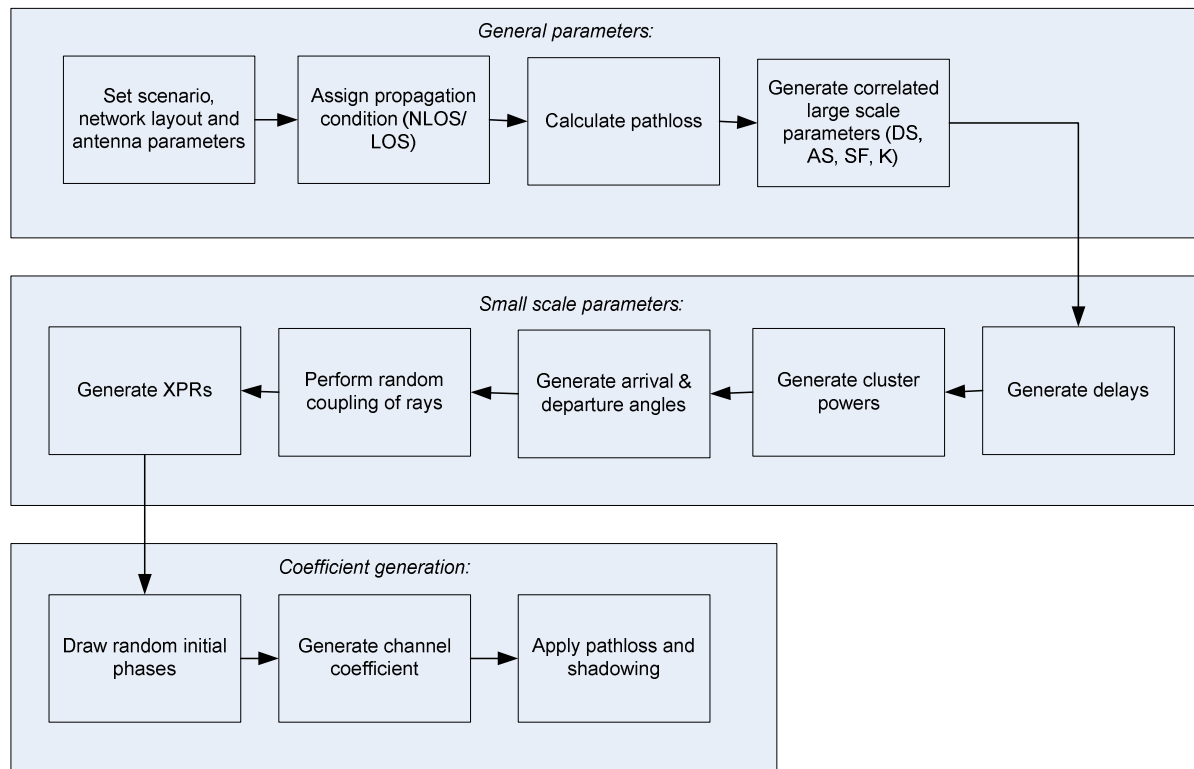 General parameters:
Set scenario,
network layout and
antenna parameters
Assign propagation
condition (NLOS/
LOS)
Calculate pathloss
Generate correlated
large scale
parameters (DS,
AS, SF, K)
Small scale parameters:
Generate XPRs
Perform random
coupling of rays
Generate arrival &
departure angles
Generate cluster
powers
Generate delays
Coefficient generation:
Draw random initial
phases
Generate channel
coefficient
Apply pathloss and
shadowing